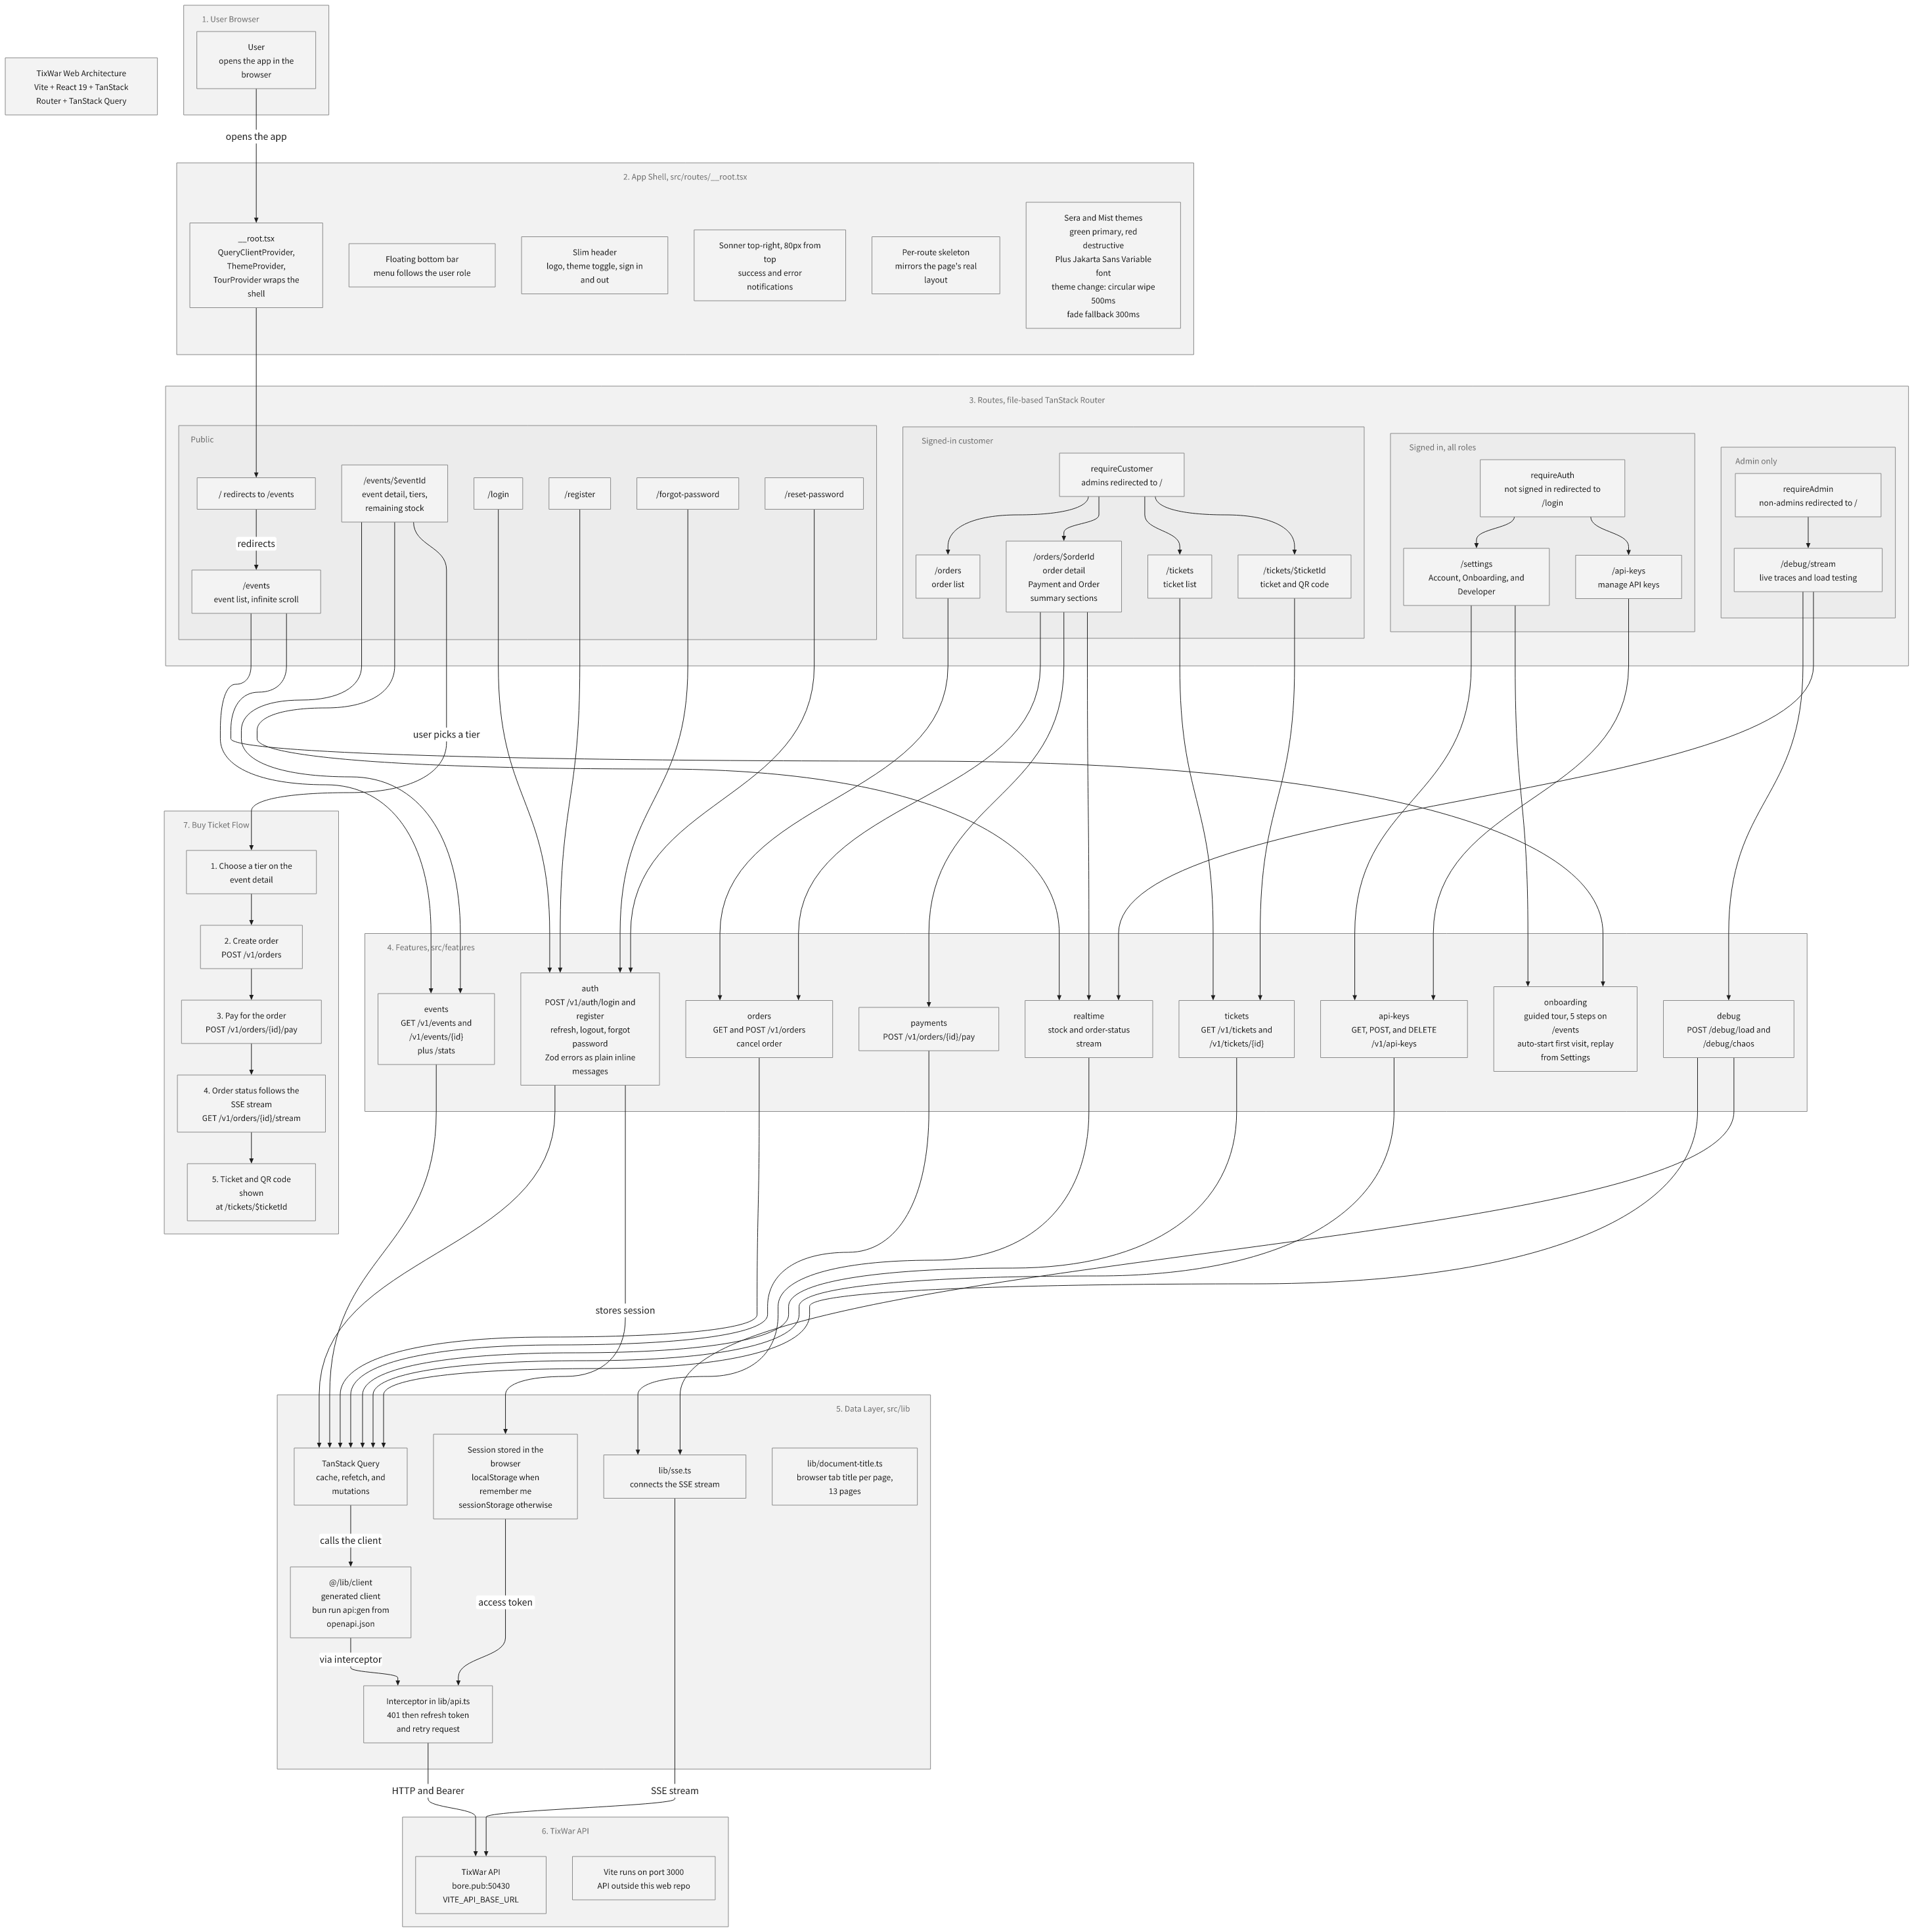 1. User Browser
User
opens the app in the
browser
TixWar Web Architecture
Vite + React 19 + TanStack
Router + TanStack Query
opens the app
2. App Shell, src/routes/__root.tsx
__root.tsx
QueryClientProvider,
ThemeProvider,
TourProvider wraps the
shell
Floating bottom bar
menu follows the user role
Slim header
logo, theme toggle, sign in
and out
Sonner top-right, 80px from
top
success and error
notifications
Per-route skeleton
mirrors the page's real
layout
Sera and Mist themes
green primary, red
destructive
Plus Jakarta Sans Variable
font
theme change: circular wipe
500ms
fade fallback 300ms
3. Routes, file-based TanStack Router
Public
/ redirects to /events
redirects
/events
event list, infinite scroll
/events/$eventId
event detail, tiers,
remaining stock
/login
/register
/forgot-password
/reset-password
Signed-in customer
requireCustomer
admins redirected to /
/orders
order list
/orders/$orderId
order detail
Payment and Order
summary sections
/tickets
ticket list
/tickets/$ticketId
ticket and QR code
Signed in, all roles
requireAuth
not signed in redirected to
/login
/settings
Account, Onboarding, and
Developer
/api-keys
manage API keys
Admin only
requireAdmin
non-admins redirected to /
/debug/stream
live traces and load testing
user picks a tier
7. Buy Ticket Flow
1. Choose a tier on the
event detail
2. Create order
POST /v1/orders
3. Pay for the order
POST /v1/orders/{id}/pay
4. Order status follows the
SSE stream
GET /v1/orders/{id}/stream
5. Ticket and QR code
shown
at /tickets/$ticketId
4. Features, src/features
events
GET /v1/events and
/v1/events/{id}
plus /stats
auth
POST /v1/auth/login and
register
refresh, logout, forgot
password
Zod errors as plain inline
messages
orders
GET and POST /v1/orders
cancel order
payments
POST /v1/orders/{id}/pay
realtime
stock and order-status
stream
tickets
GET /v1/tickets and
/v1/tickets/{id}
api-keys
GET, POST, and DELETE
/v1/api-keys
onboarding
guided tour, 5 steps on
/events
auto-start first visit, replay
from Settings
debug
POST /debug/load and
/debug/chaos
stores session
5. Data Layer, src/lib
TanStack Query
cache, refetch, and
mutations
Session stored in the
browser
localStorage when
remember me
sessionStorage otherwise
lib/sse.ts
connects the SSE stream
lib/document-title.ts
browser tab title per page,
13 pages
calls the client
@/lib/client
generated client
bun run api:gen from
openapi.json
access token
via interceptor
Interceptor in lib/api.ts
401 then refresh token
and retry request
HTTP and Bearer
SSE stream
6. TixWar API
TixWar API
bore.pub:50430
VITE_API_BASE_URL
Vite runs on port 3000
API outside this web repo